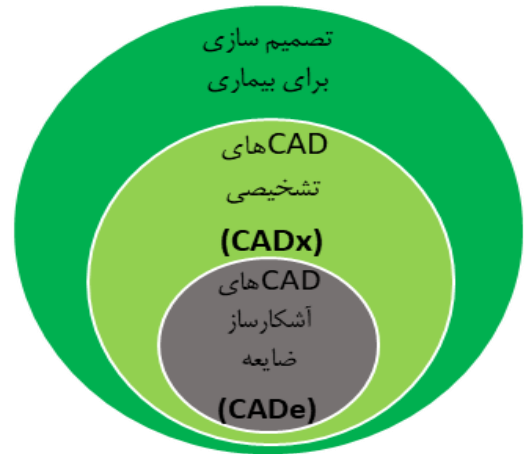 تصمیم سازی
برای بیماری
CADهای
تشخیصی
(CADx)
CADهای
آشکارساز
ضایعه
(CADe)